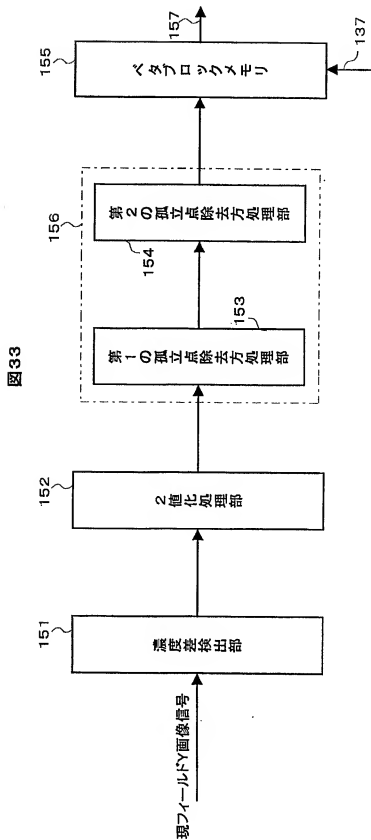 図33
現フィールドY画像信号
151
濃度差検出部
152
2値化処理部
156
153
第1の孤立点除去方処理部
154
第2の孤立点除去方処理部
155
ベタブロックメモリ
157
137